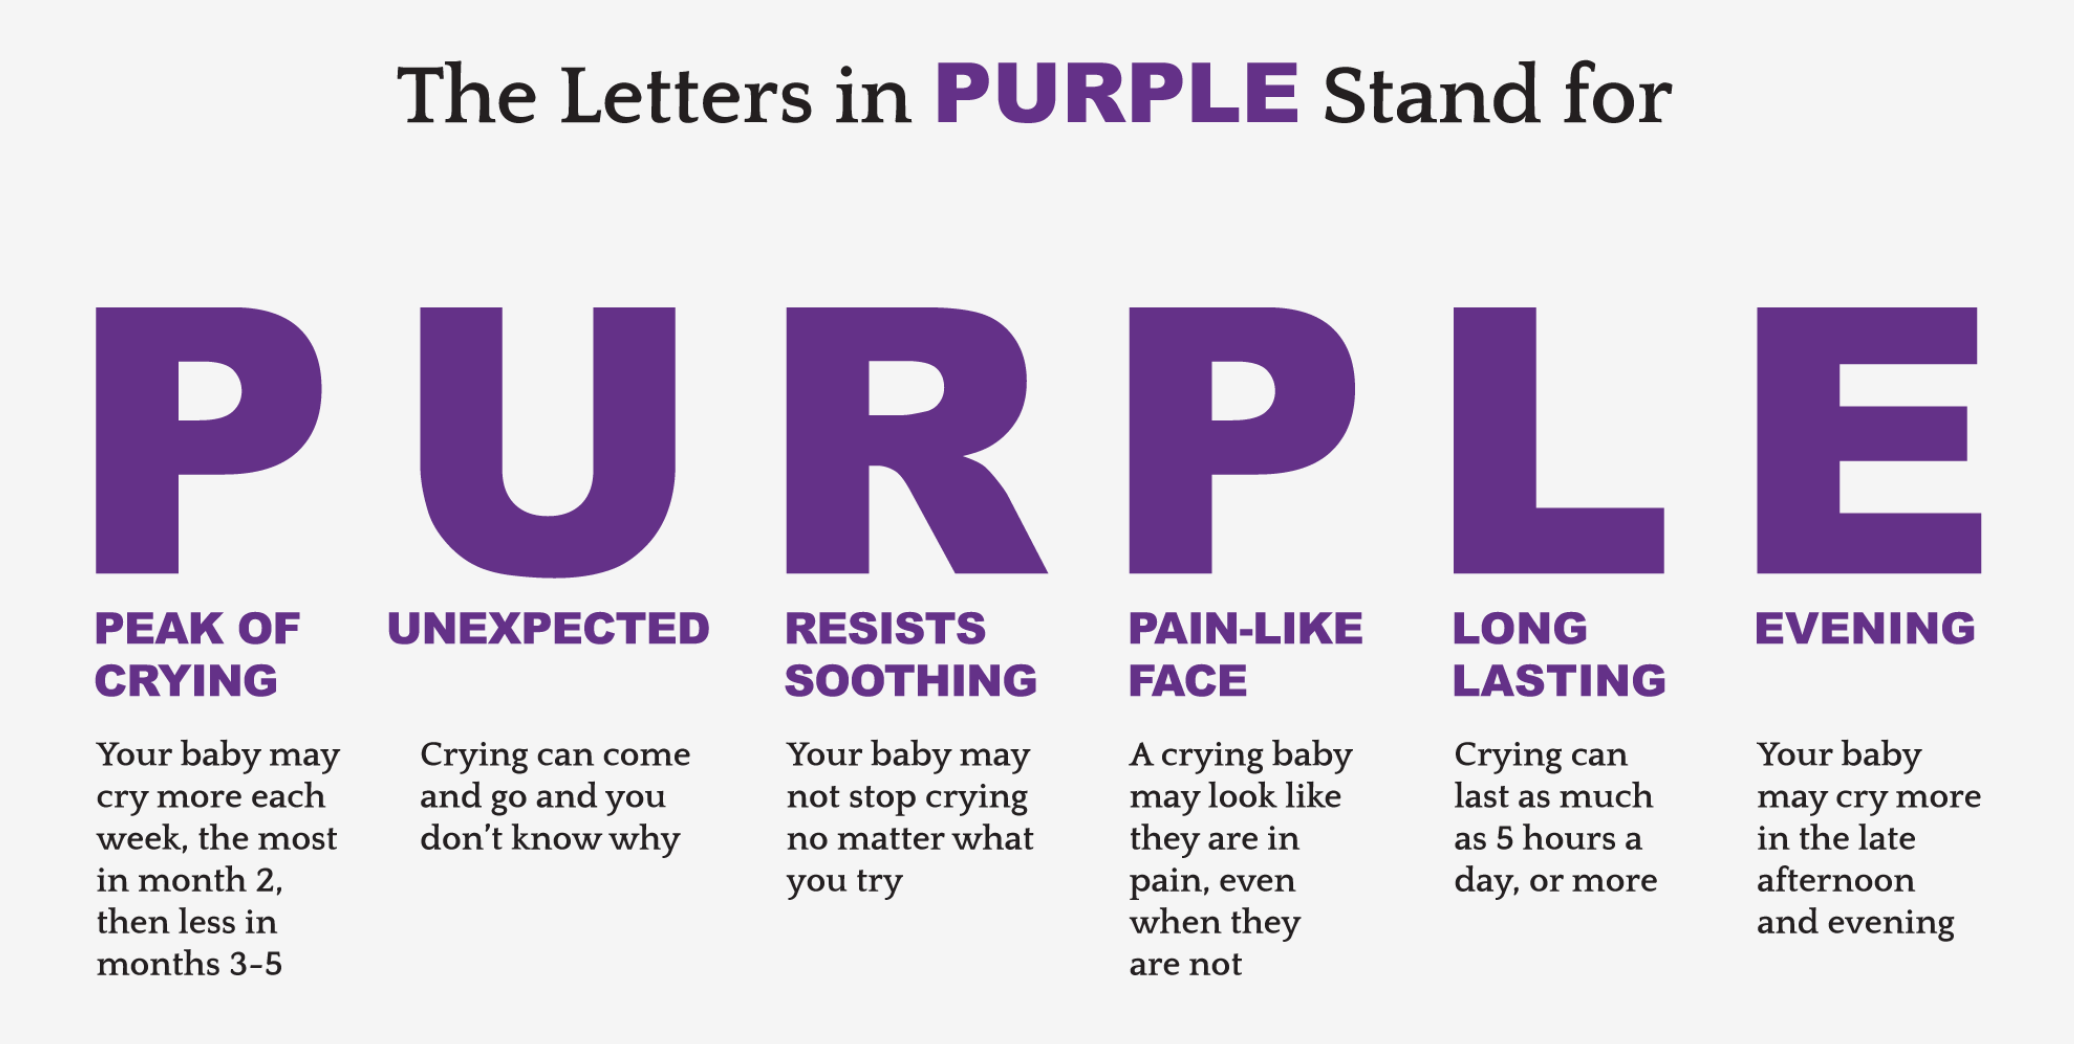 The Letters in PURPLE Stand for
P U R P L E
PEAK OF
CRYING
Your baby may
cry more each
week, the most
in month 2,
then less in
months 3-5
UNEXPECTED
Crying can come
and go and you
don't know why
RESISTS
SOOTHING
Your baby may
not stop crying
no matter what
you try
PAIN-LIKE
FACE
A crying baby
may look like
they are in
pain, even
when they
are not
LONG
LASTING
Crying can
last as much
as 5 hours a
day, or more
EVENING
Your baby
may cry more
in the late
afternoon
and evening